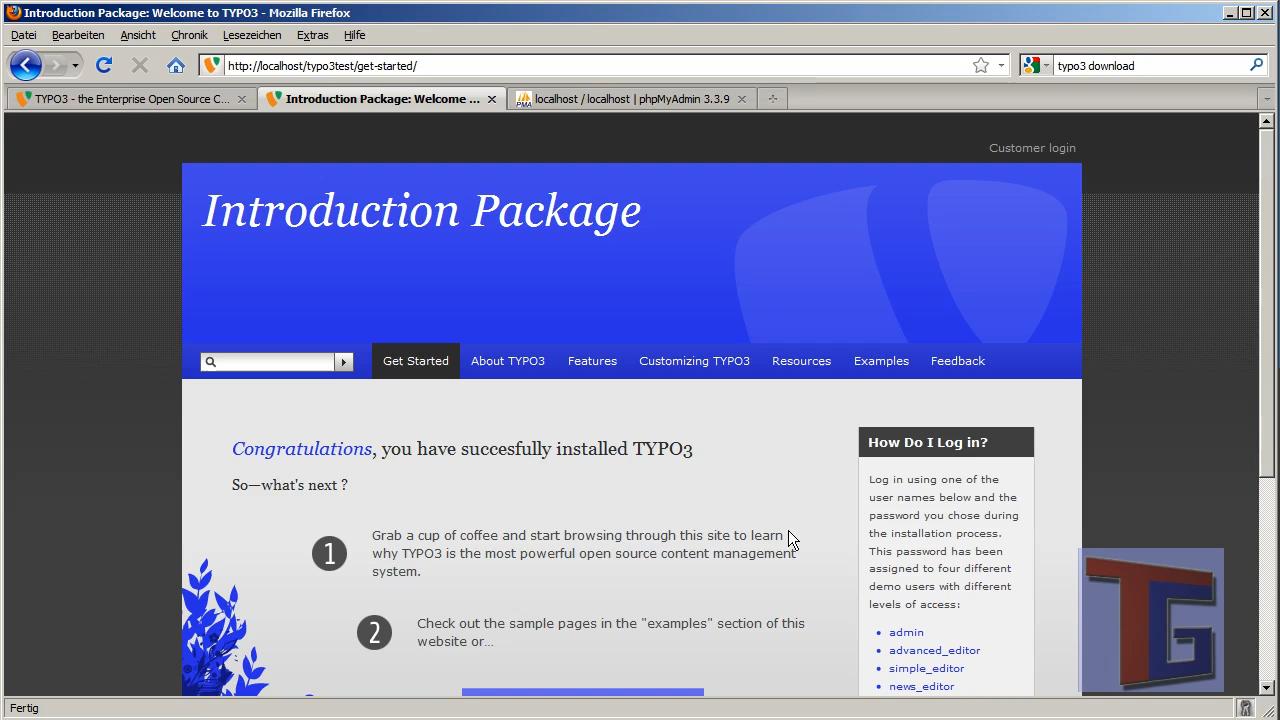 Introduction Package: Welcome to TYPO3 - Mozilla Firefox
Datei Bearbeiten Ansicht Chronik Lesezeichen Extras Hilfe
http://localhost/typo3test/get-started/
typo3 download
TYPO3 - the Enterprise Open Source C...
Introduction Package: Welcome ...
PMA
localhost / localhost | phpMyAdmin 3.3.9
Customer login
Introduction Package
Get Started About TYPO3 Features Customizing TYPO3 Resources Examples Feedback
Congratulations, you have succesfully installed TYPO3
So—what's next ?
1
Grab a cup of coffee and start browsing through this site to learn
why TYPO3 is the most powerful open source content management
system.
2
Check out the sample pages in the "examples" section of this
website or...
How Do I Log in?
Log in using one of the
user names below and the
password you chose during
the installation process.
This password has been
assigned to four different
demo users with different
levels of access:
admin
advanced_editor
simple_editor
news_editor
TG
Fertig